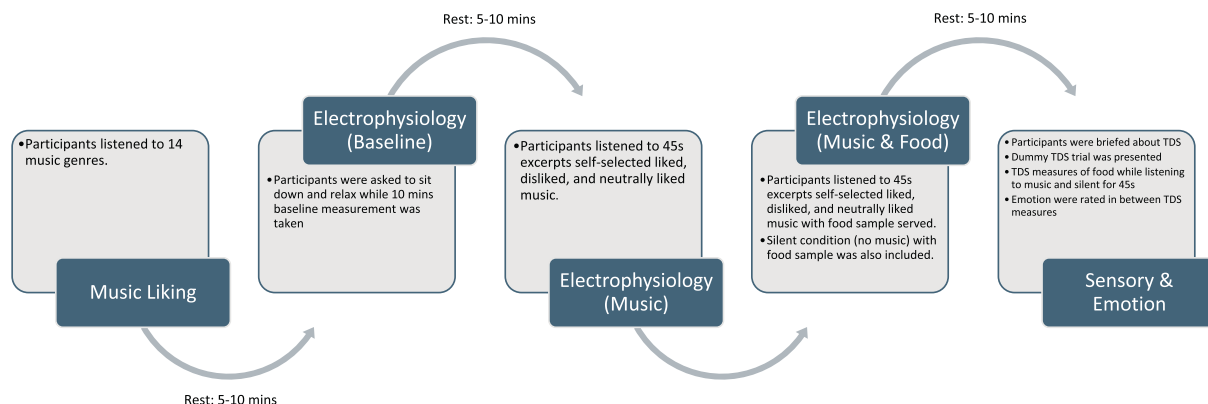 Rest: 5-10 mins
Rest: 5-10 mins
•Participants listened to 14
music genres.
Music Liking
Rest: 5-10 mins
Electrophysiology
(Baseline)
•Participants were asked to sit
down and relax while 10 mins
baseline measurement was
taken
•Participants listened to 45s
excerpts self-selected liked,
disliked, and neutrally liked
music.
Electrophysiology
(Music)
Electrophysiology
(Music & Food)
•Participants listened to 45s
excerpts self-selected liked,
disliked, and neutrally liked
music with food sample served.
•Silent condition (no music) with
food sample was also included.
•Participants were briefed about TDS
•Dummy TDS trial was presented
•TDS measures of food while listening
to music and silent for 45s
•Emotion were rated in between TDS
measures
Sensory &
Emotion